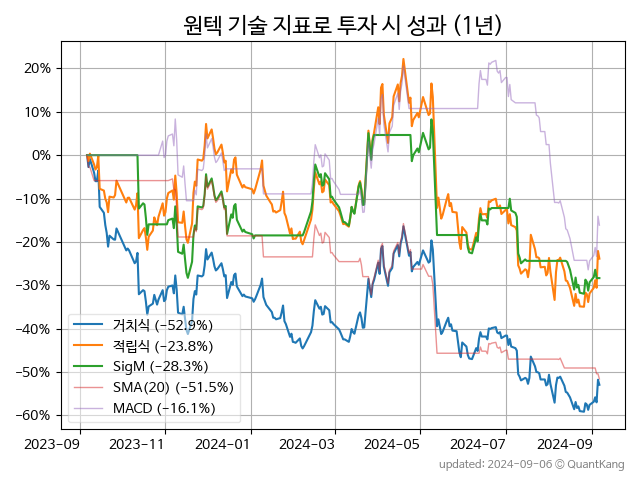 원텍 기술 지표로 투자 시 성과 (1년)
20%
10%
0%
−10%
−20%
−30%
−40%
−50%
−60%
거치식 (−52.9%)
적립식 (−23.8%)
SigM (−28.3%)
SMA(20) (−51.5%)
MACD (−16.1%)
2023-09 2023-11 2024-01 2024-03 2024-05 2024-07 2024-09
updated: 2024-09-06 © QuantKang